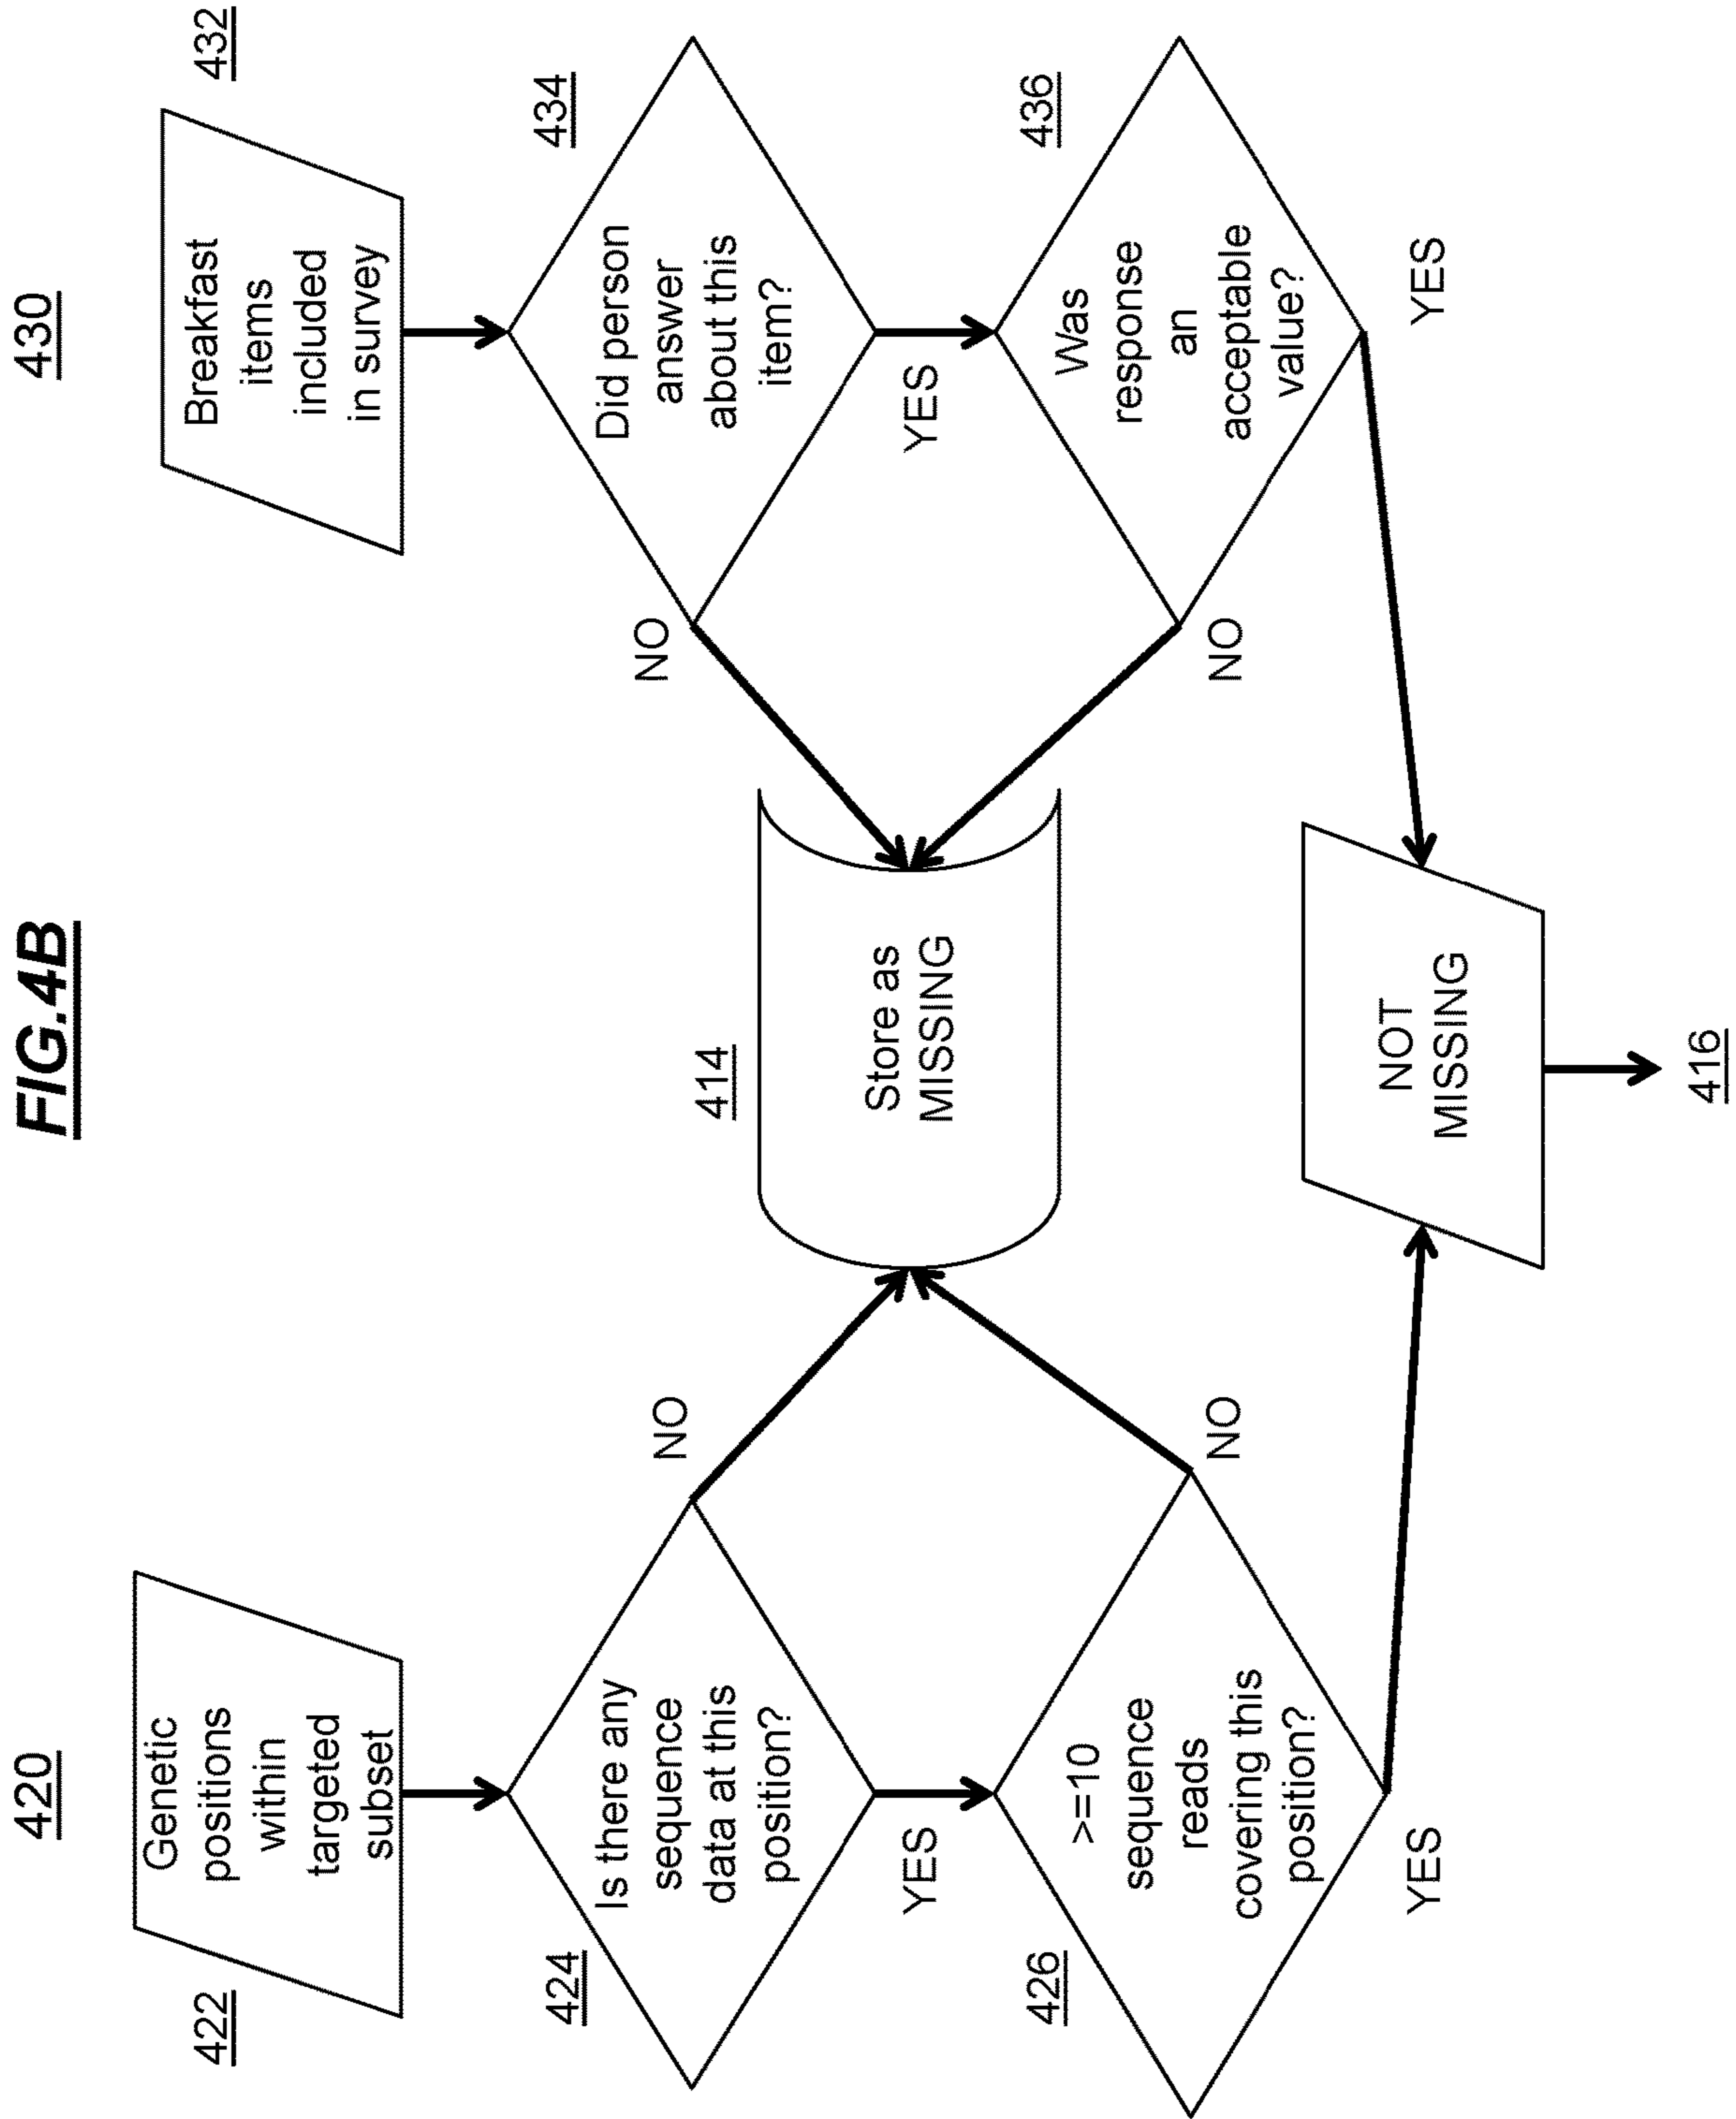 FIG.4B
420
430
422
Genetic
positions
within
targeted
subset
432
Breakfast
items
included
in survey
424
Is there any
sequence
data at this
position?
NO
YES
434
Did person
answer
about this
item?
NO
YES
414
Store as
MISSING
426
>=10
sequence
reads
covering this
position?
NO
YES
436
Was
response
an
acceptable
value?
NO
YES
NOT
MISSING
416